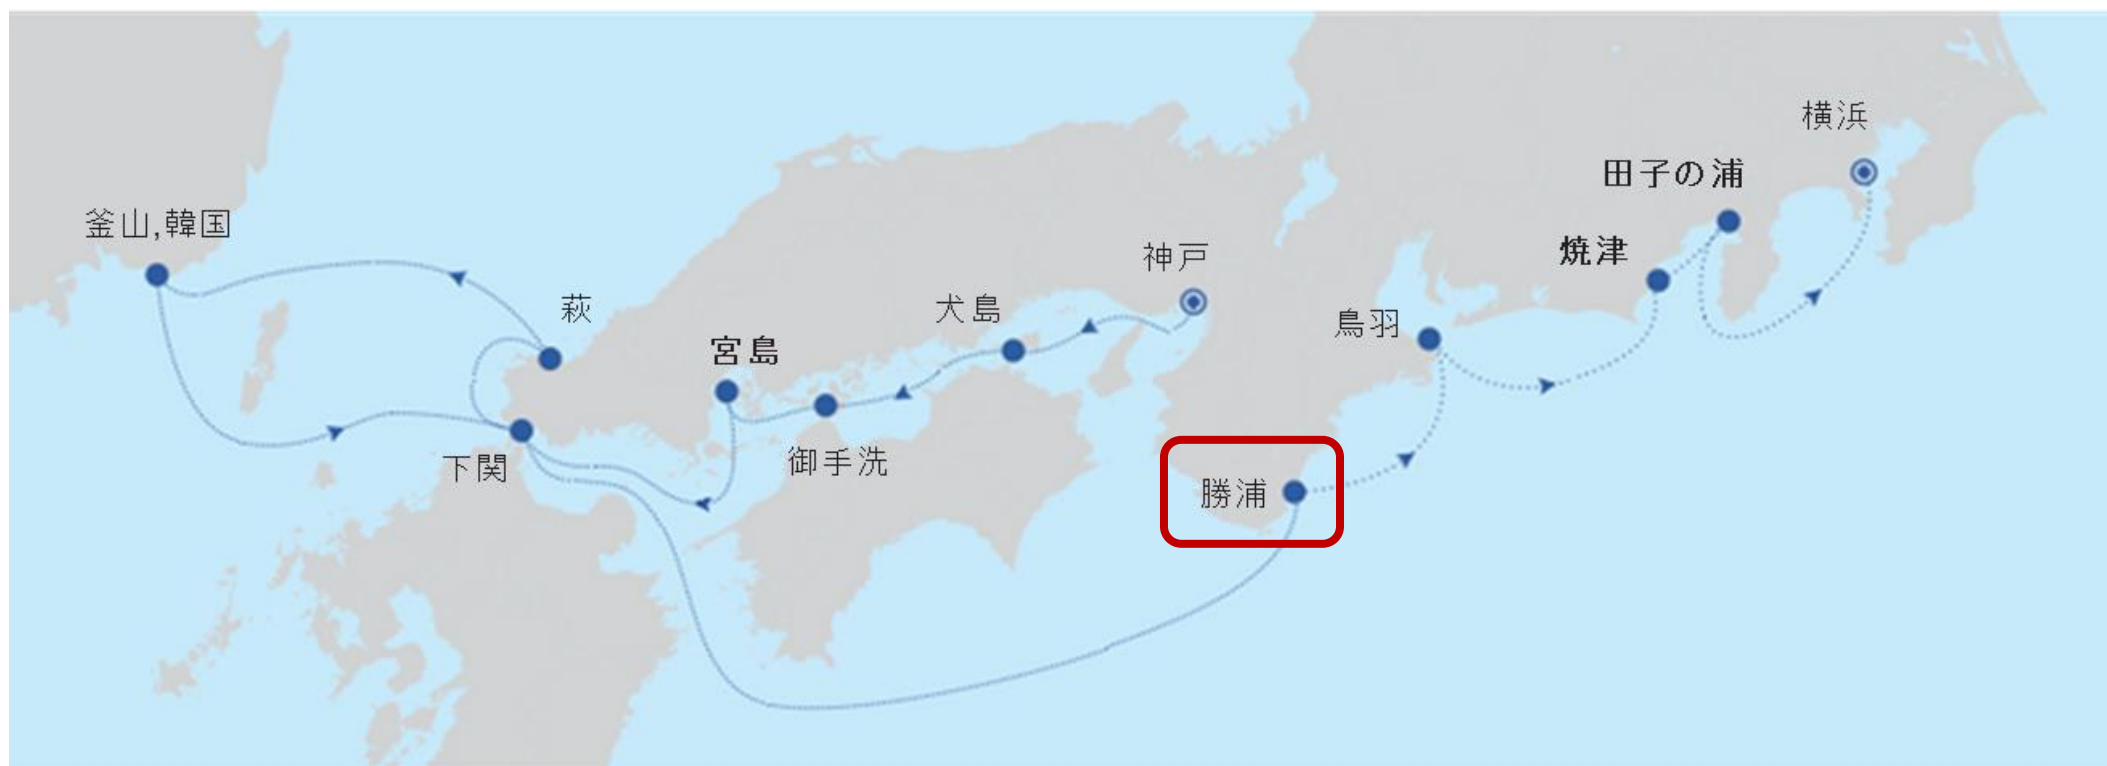 横浜
田子の浦
焼津
釜山,韓国
神戸
萩
犬島
鳥羽
宮島
御手洗
下関
勝浦